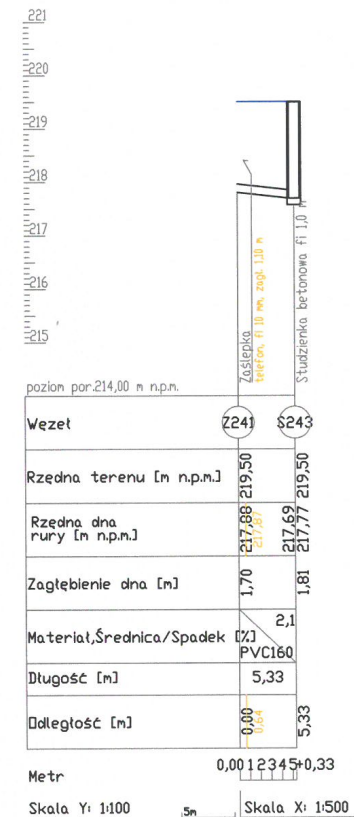 221
220
219
218
217
216
215
poziom por.214,00 m n.p.m.
Zaślepka
telefon, fi 10 mm, zagł. 1,10 m
Studzienka betonowa fi 1,0 m
Węzeł
Z241
S243
Rzędna terenu [m n.p.m.]
219,50
219,50
Rzędna dna
rury [m n.p.m.]
217,87
217,69
217,77
Zagłębienie dna [m]
1,70
1,81
Materiał,Średnica/Spadek [%]
2,1
PVC160
Długość [m]
5,33
Odległość [m]
0,00
0,64
5,33
Metr
0,00 1 2 3 4 5+0,33
Skala Y: 1:100
5m
Skala X: 1:500